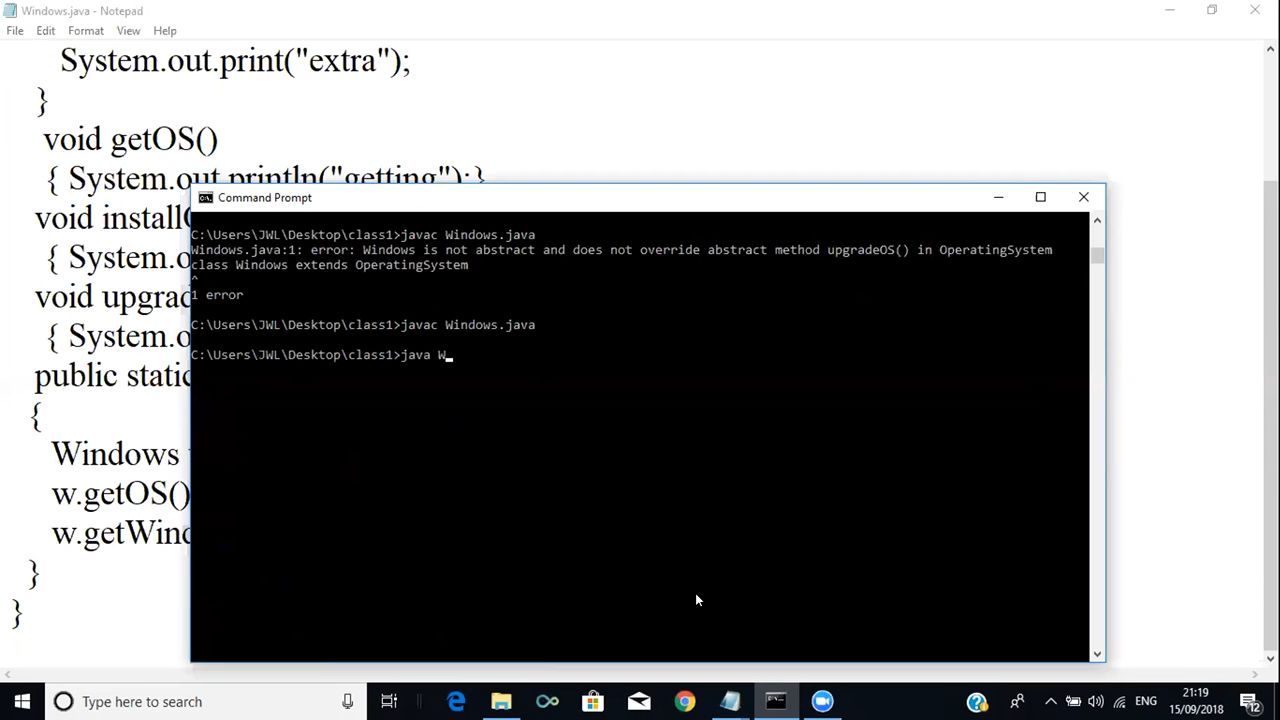 Windows.java - Notepad
File Edit Format View Help
System.out.print("extra");
}
void getOS()
{ System.out.println("getting");}
void install
{ System.o
void upgrad
{ System.o
public static
{
Windows
w.getOS()
w.getWind
}
}
Command Prompt
C:\Users\JWL\Desktop\class1>javac Windows.java
Windows.java:1: error: Windows is not abstract and does not override abstract method upgradeOS() in OperatingSystem
class Windows extends OperatingSystem
^
1 error
C:\Users\JWL\Desktop\class1>javac Windows.java
C:\Users\JWL\Desktop\class1>java W
Type here to search
ENG
21:19
15/09/2018
12